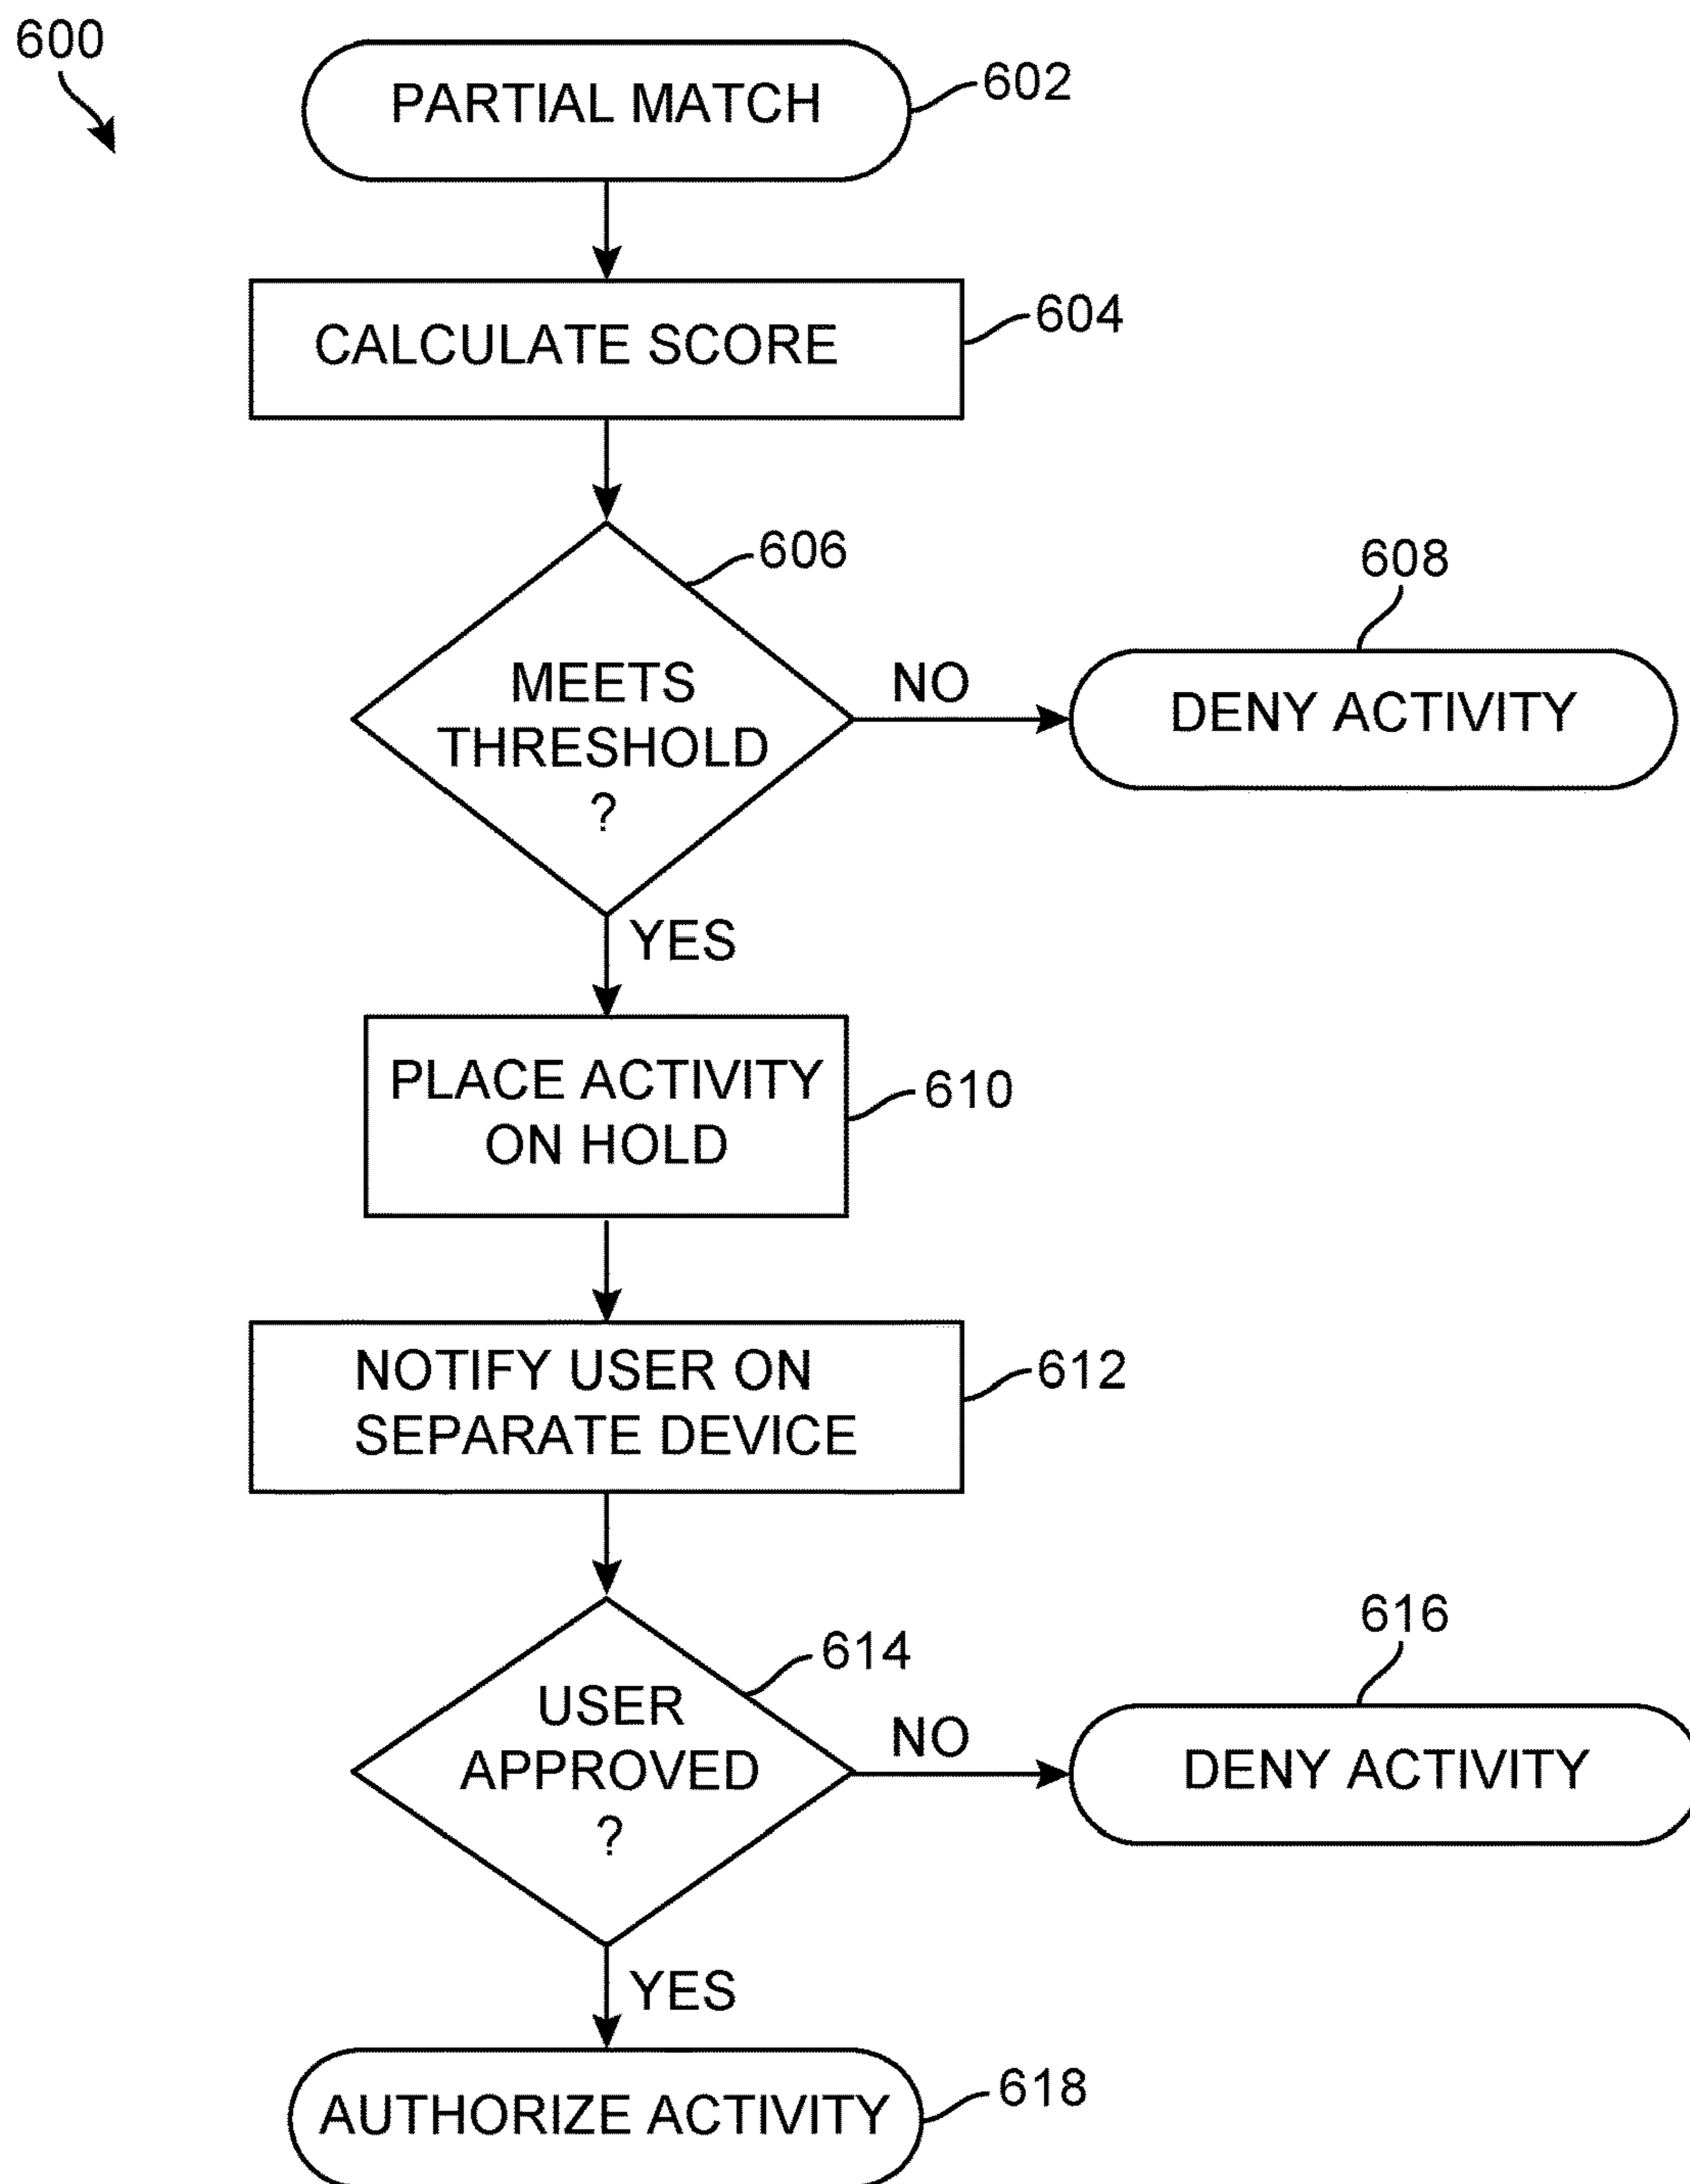 600
PARTIAL MATCH
602
CALCULATE SCORE
604
606
MEETS
THRESHOLD
?
NO
608
DENY ACTIVITY
YES
PLACE ACTIVITY
ON HOLD
610
NOTIFY USER ON
SEPARATE DEVICE
612
614
USER
APPROVED
?
NO
616
DENY ACTIVITY
YES
AUTHORIZE ACTIVITY
618